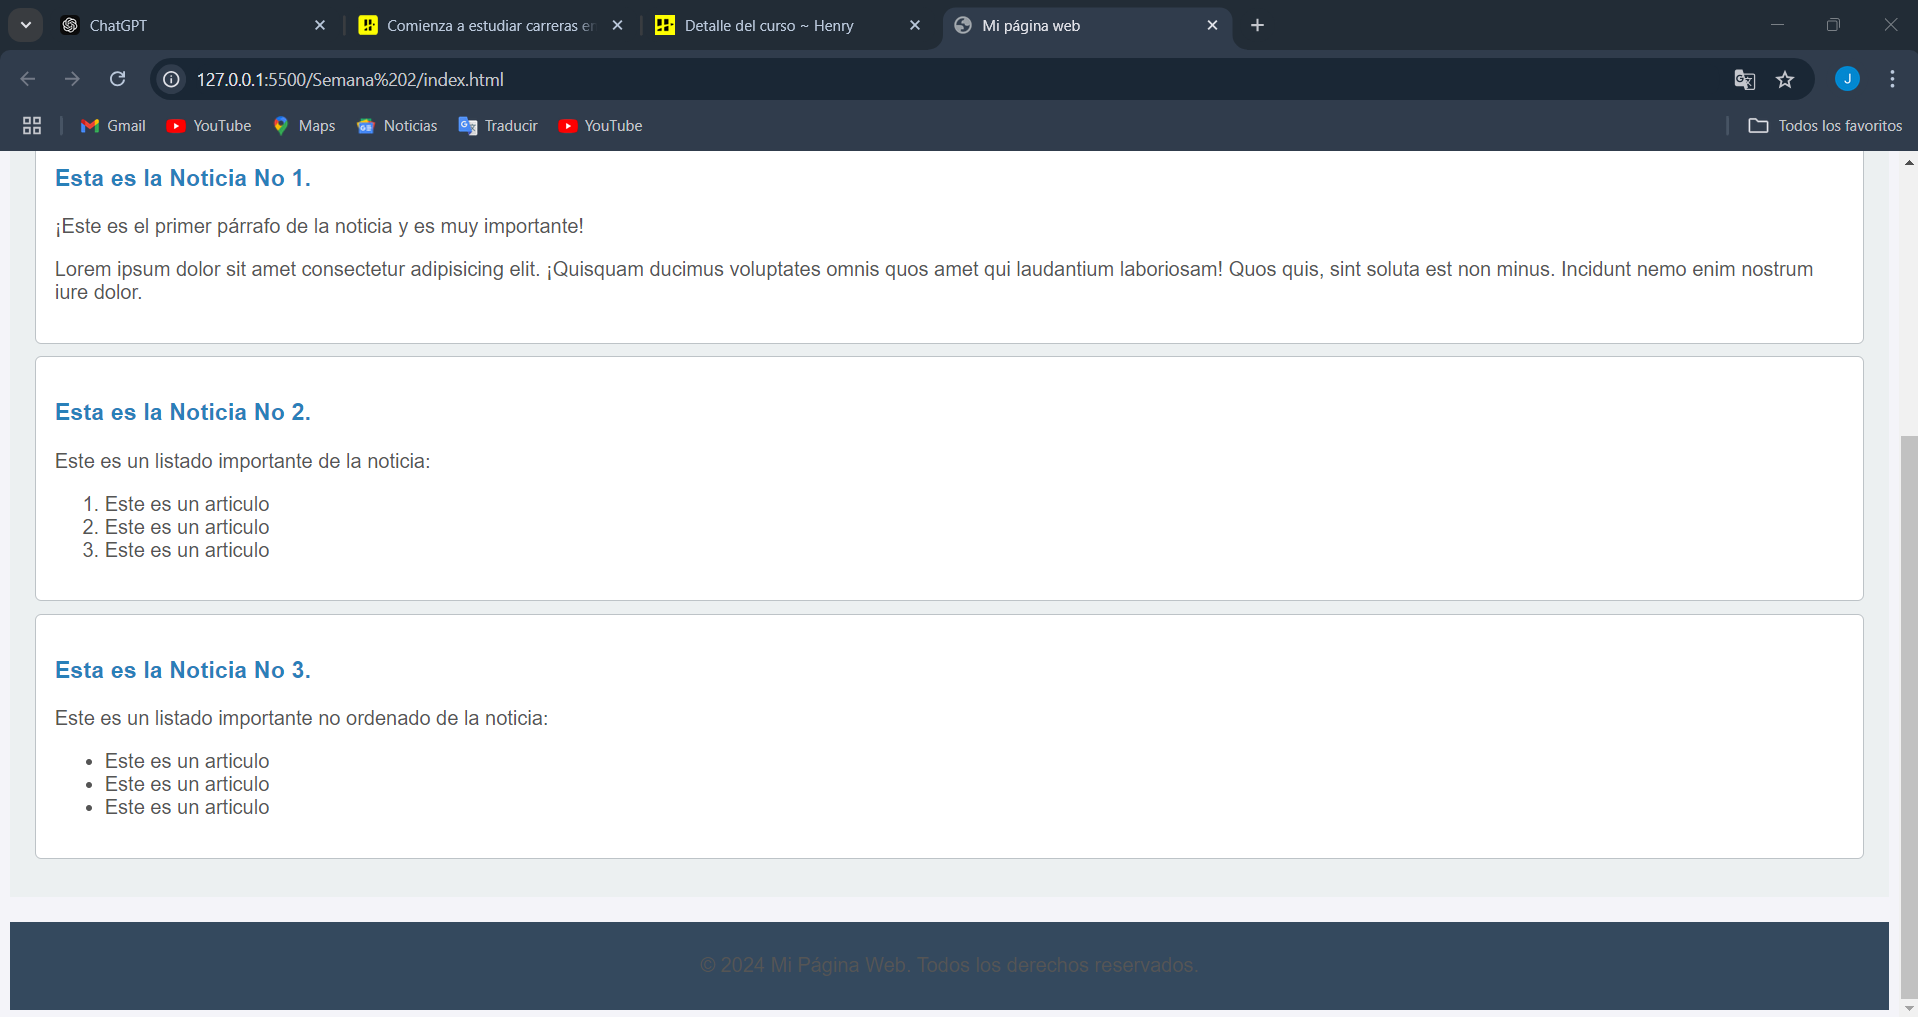 ChatGPT
Comienza a estudiar carreras en
Detalle del curso ~ Henry
Mi página web
127.0.0.1:5500/Semana%202/index.html
J
Gmail
YouTube
Maps
Noticias
Traducir
YouTube
Todos los favoritos
Esta es la Noticia No 1.
¡Este es el primer párrafo de la noticia y es muy importante!
Lorem ipsum dolor sit amet consectetur adipisicing elit. ¡Quisquam ducimus voluptates omnis quos amet qui laudantium laboriosam! Quos quis, sint soluta est non minus. Incidunt nemo enim nostrum
iure dolor.
Esta es la Noticia No 2.
Este es un listado importante de la noticia:
1. Este es un articulo
2. Este es un articulo
3. Este es un articulo
Esta es la Noticia No 3.
Este es un listado importante no ordenado de la noticia:
• Este es un articulo
• Este es un articulo
• Este es un articulo
© 2024 Mi Página Web. Todos los derechos reservados.